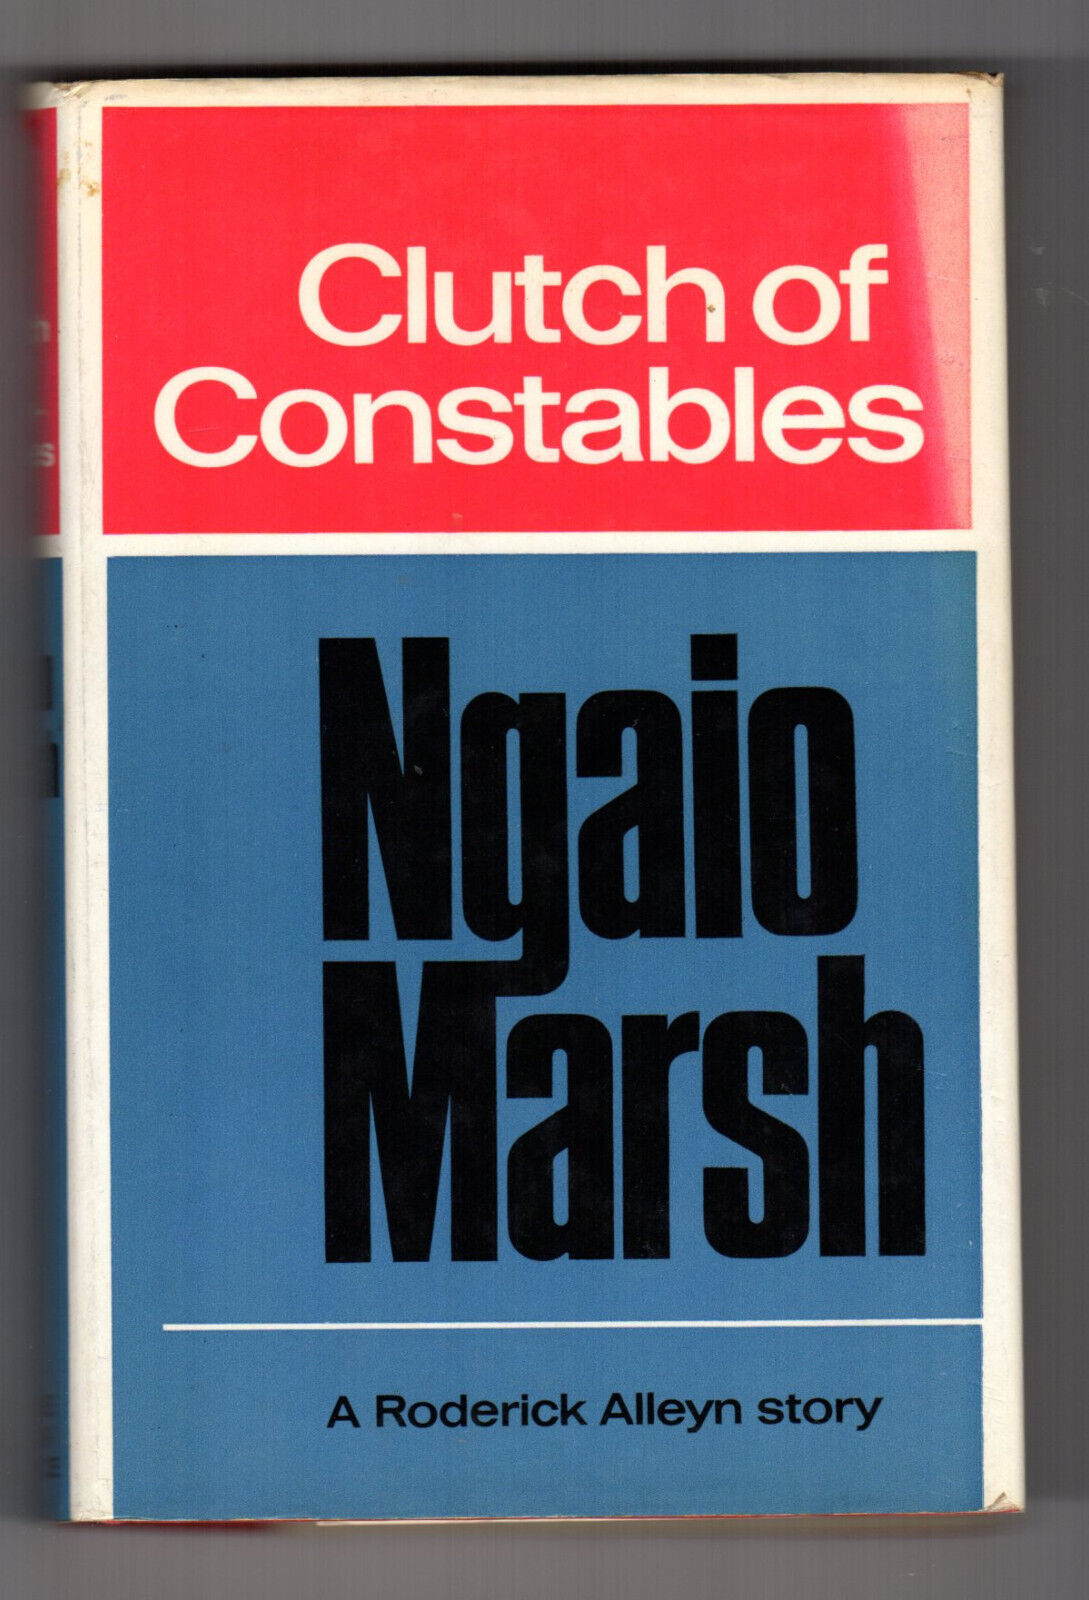 Clutch of
Constables
Ngaio
Marsh
A Roderick Alleyn story